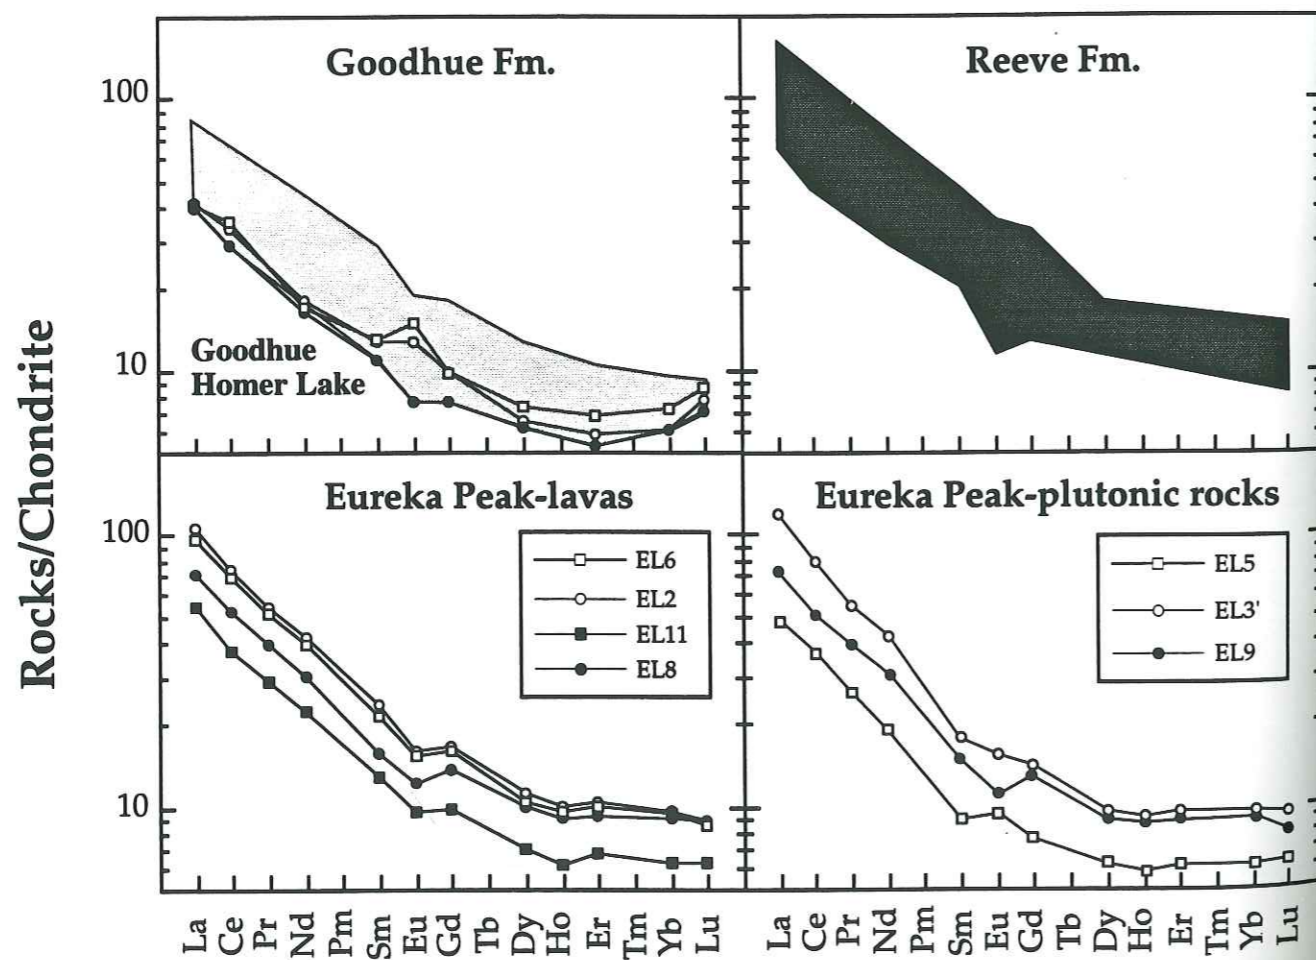 Goodhue Fm.
Reeve Fm.
100
10
Goodhue
Homer Lake
Rocks/Chondrite
Eureka Peak-lavas
Eureka Peak-plutonic rocks
100
10
EL6
EL2
EL11
EL8
EL5
EL3'
EL9
La Ce Pr Nd Pm Sm Eu Gd Tb Dy Ho Er Tm Yb Lu
La Ce Pr Nd Pm Sm Eu Gd Tb Dy Ho Er Tm Yb Lu